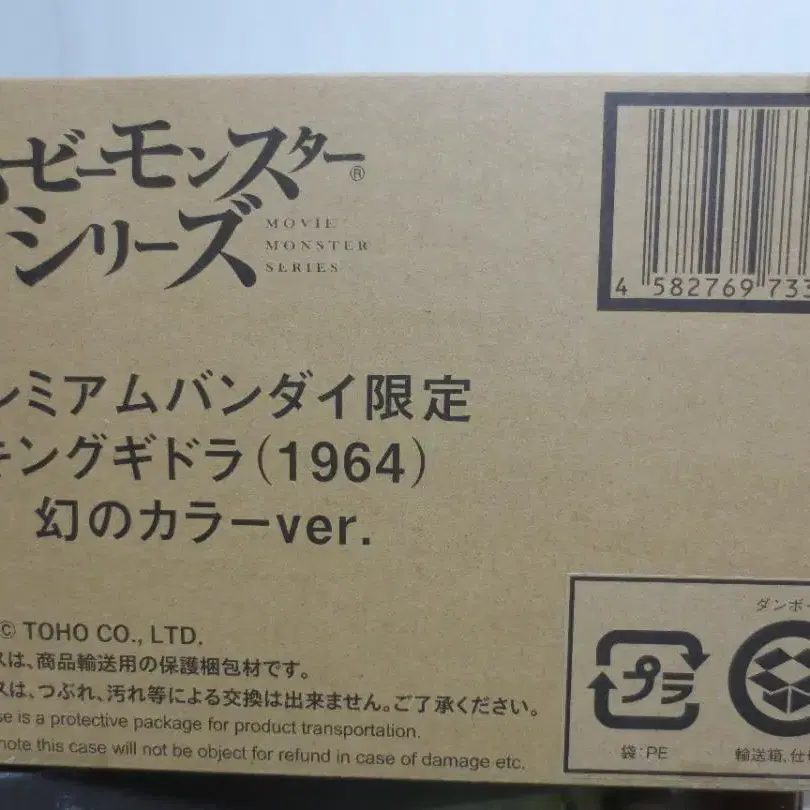 ービーモンスター®
シリーズ
MOVIE
MONSTER
SERIES
4 582769 733
レミアムバンダイ限定
キングギドラ(1964)
幻のカラーver.
© TOHO CO., LTD.
スは、商品輸送用の保護梱包材です。
スは、つぶれ、汚れ等による交換は出来ません。ご了承ください。
se is a protective package for product transportation.
note this case will not be object for refund in case of damage etc.
ダンボ
プラ
袋:PE
輸送箱、仕